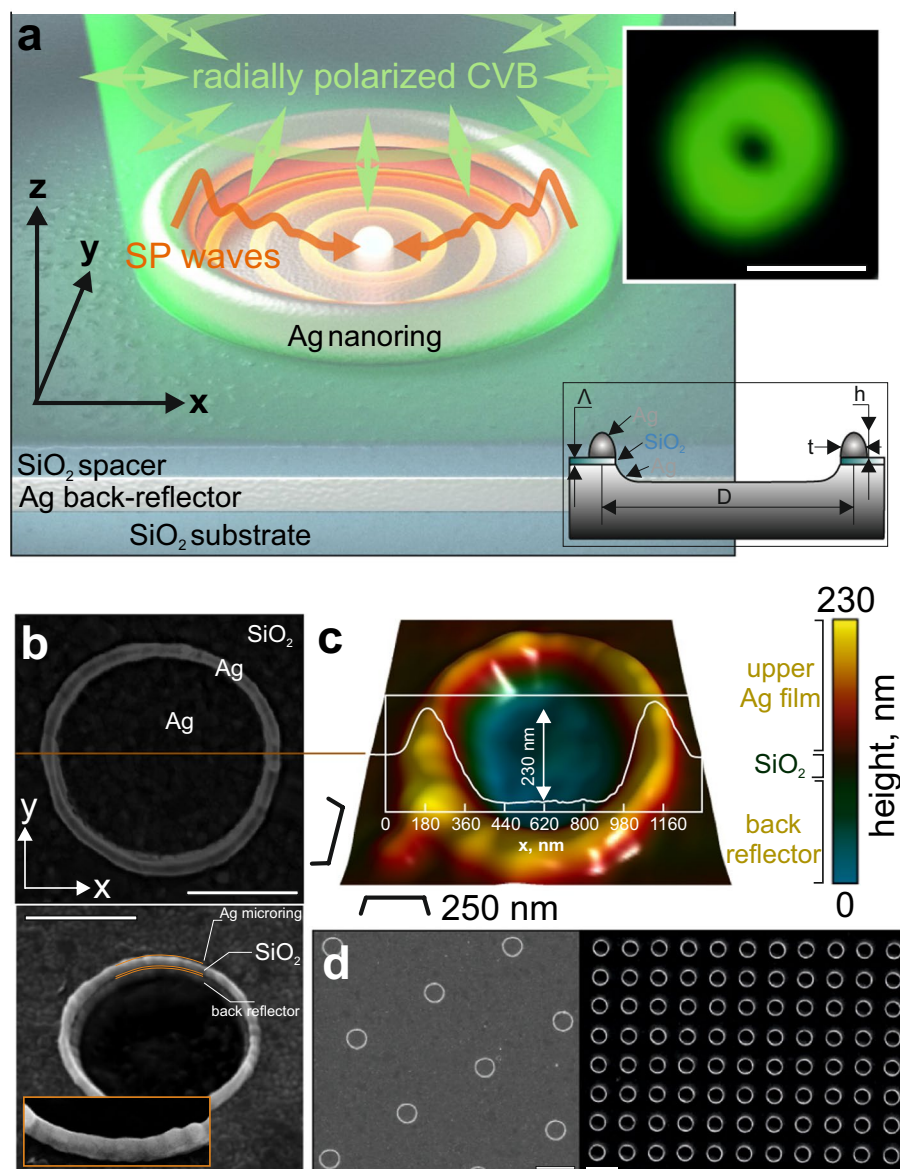 a
radially polarized CVB
z
y
SP waves
Ag nanoring
x
SiO₂ spacer
Ag back-reflector
SiO₂ substrate
Λ
h
Ag
t
SiO₂
D
b
SiO₂
Ag
Ag
y
x
c
230 nm
0 180 360 440 620 800 980 1160
x, nm
250 nm
230
upper
Ag film
SiO₂
back
reflector
height, nm
0
Ag microring
SiO₂
back reflector
d